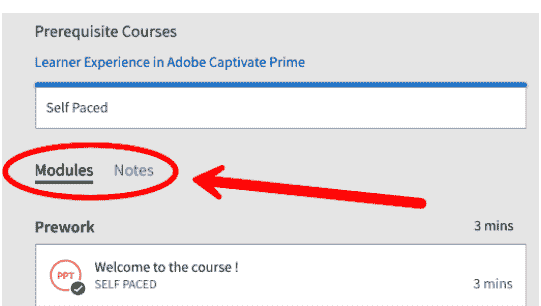 Prerequisite Courses
Learner Experience in Adobe Captivate Prime
Self Paced
Modules Notes
Prework 3 mins
PPT Welcome to the course !
SELF PACED 3 mins